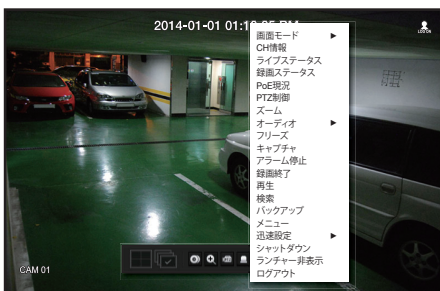 2014-01-01 01:1
LOG ON
画面モード
CH情報
ライブステータス
録画ステータス
PoE現況
PTZ制御
ズーム
オーディオ
フリーズ
キャプチャ
アラーム停止
録画終了
再生
検索
バックアップ
メニュー
迅速設定
シャットダウン
ランチャー非表示
ログアウト
CAM 01